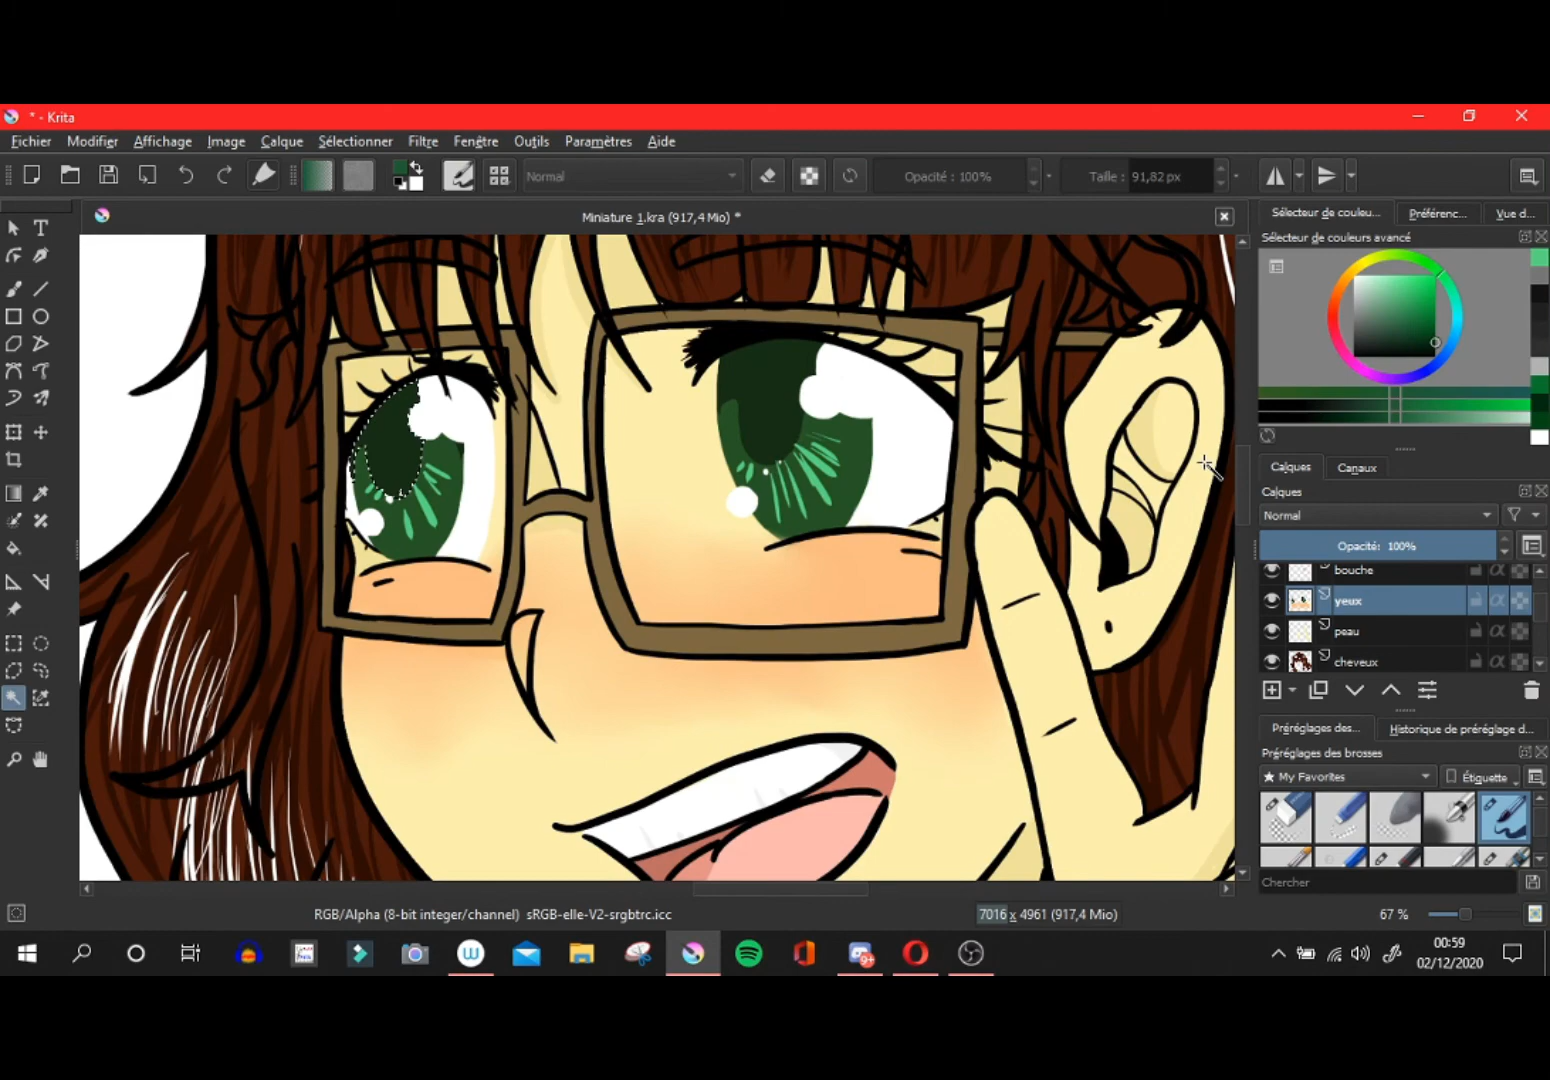 * - Krita
Fichier Modifier Affichage Image Calque Sélectionner Filtre Fenêtre Outils Paramètres Aide
Normal Opacité : 100% Taille : 91,82 px
Miniature 1.kra (917,4 Mio) *
Sélecteur de couleu... Préférenc... Vue d...
Sélecteur de couleurs avancé
Calques Canaux
Calques
Normal
Opacité: 100%
bouche
yeux
peau
cheveux
Préréglages des... Historique de préréglage d...
Préréglages des brosses
★ My Favorites Étiquette
Chercher
RGB/Alpha (8-bit integer/channel) sRGB-elle-V2-srgbtrc.icc 7016 x 4961 (917,4 Mio) 67 %
00:59
02/12/2020